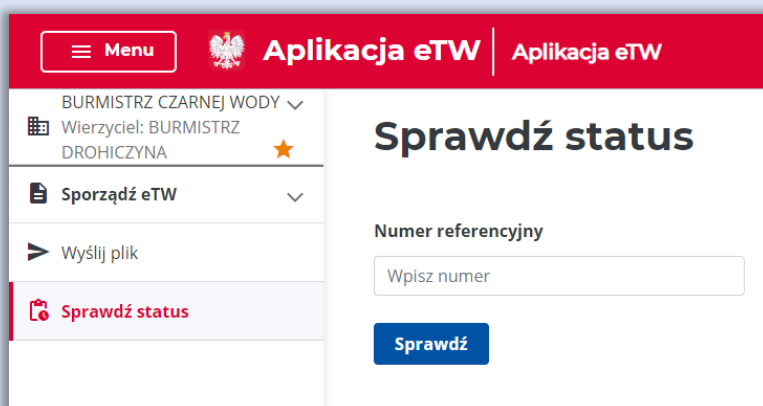 Menu
Aplikacja eTW
Aplikacja eTW
BURMISTRZ CZARNEJ WODY
Wierzyciel: BURMISTRZ
DROHICZYNA
Sporządź eTW
Wyślij plik
Sprawdź status
Sprawdź status
Numer referencyjny
Wpisz numer
Sprawdź